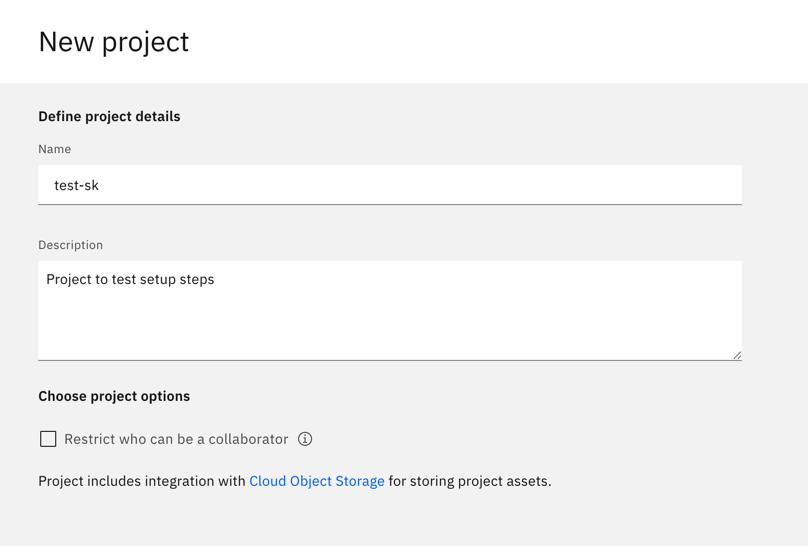 New project
Define project details
Name
test-sk
Description
Project to test setup steps
Choose project options
Restrict who can be a collaborator
Project includes integration with Cloud Object Storage for storing project assets.